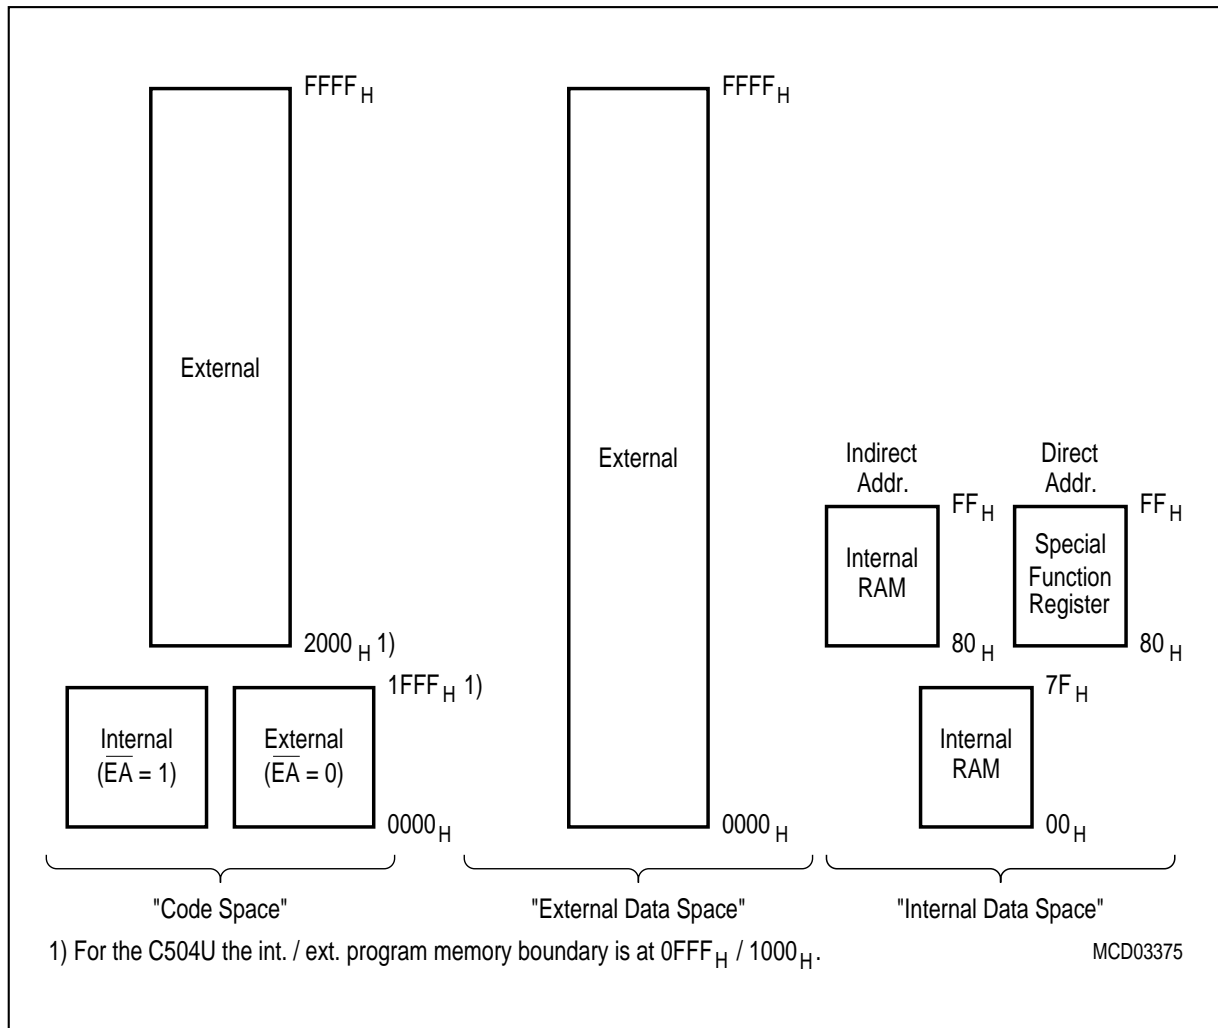 FFFF H
External
2000 H 1)
1FFF H 1)
Internal
(EA = 1)
External
(EA = 0)
0000 H
"Code Space"
FFFF H
External
0000 H
"External Data Space"
Indirect
Addr.
FF H
Internal
RAM
80 H
Direct
Addr.
FF H
Special
Function
Register
80 H
7F H
Internal
RAM
00 H
"Internal Data Space"
1) For the C504U the int. / ext. program memory boundary is at 0FFF H / 1000 H.
MCD03375